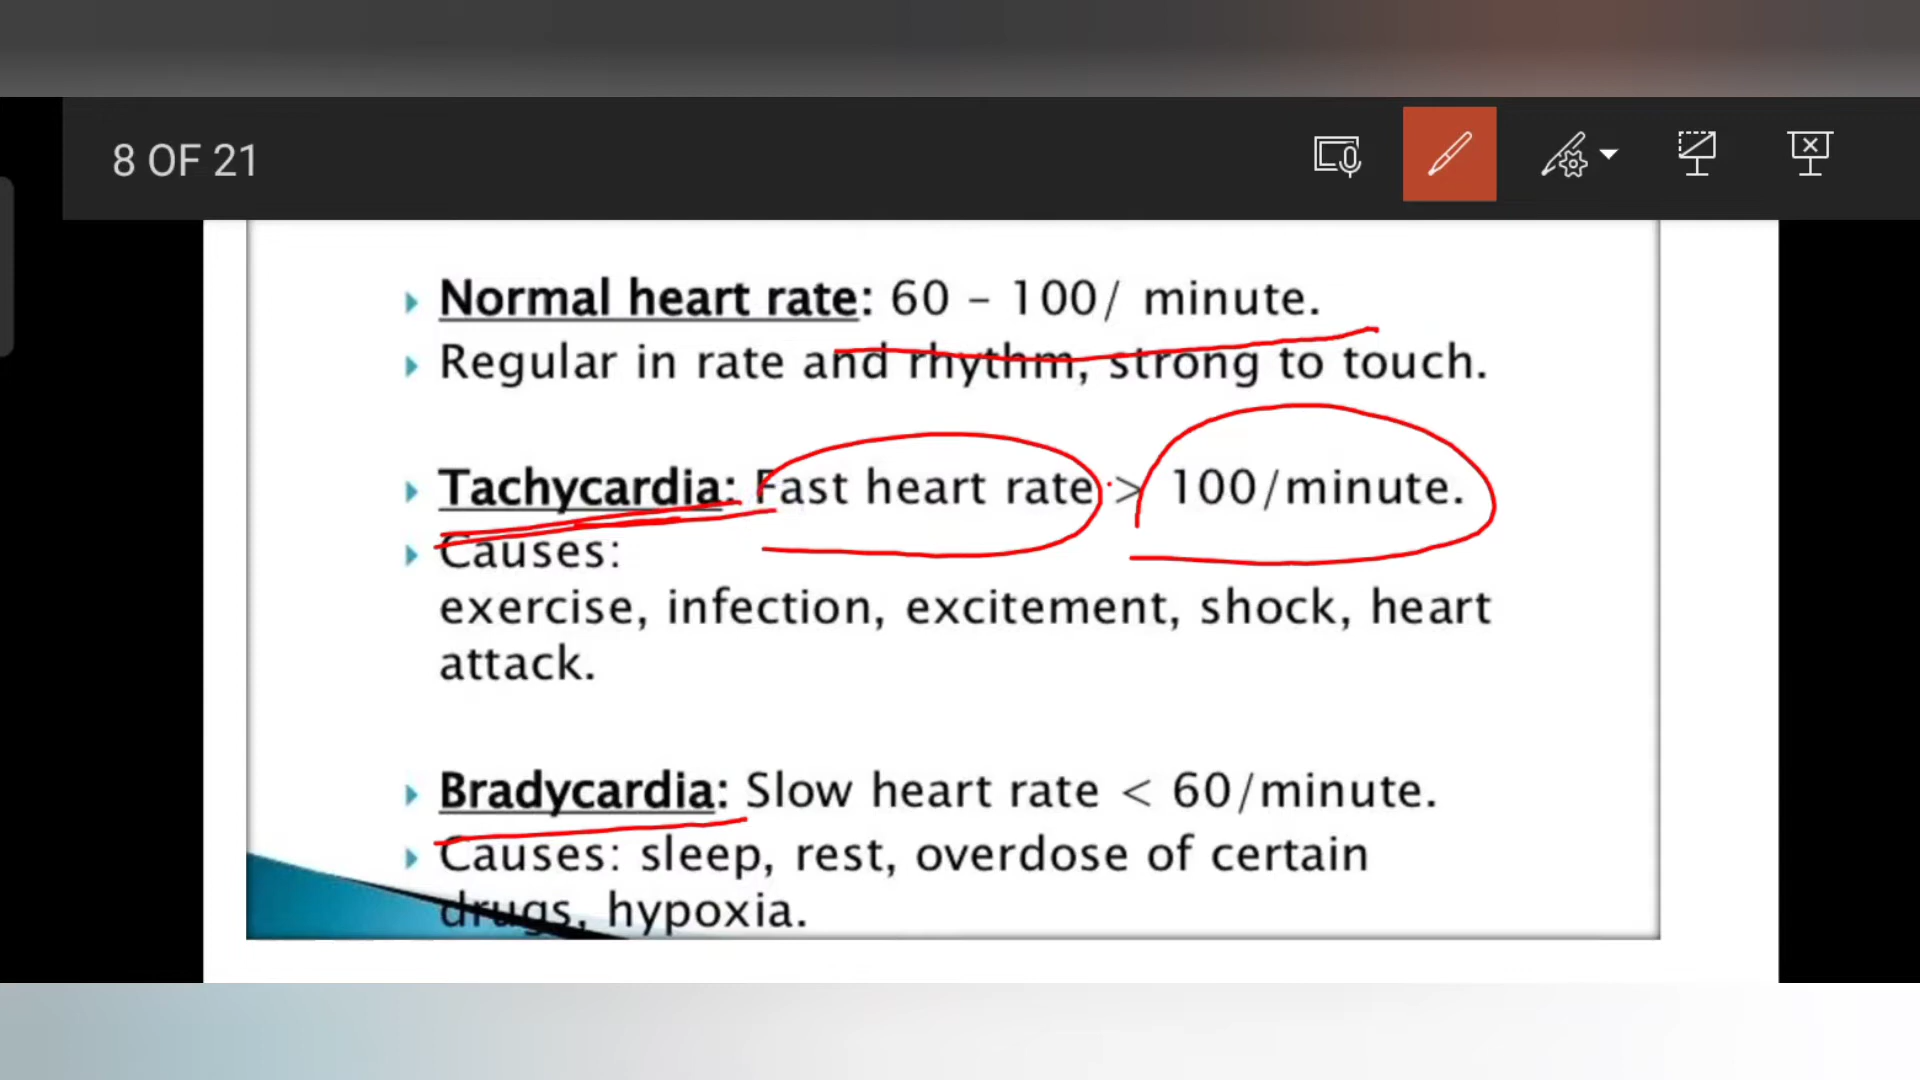 8 OF 21
Normal heart rate: 60 – 100/ minute.
Regular in rate and rhythm, strong to touch.
Tachycardia: Fast heart rate > 100/minute.
Causes:
exercise, infection, excitement, shock, heart
attack.
Bradycardia: Slow heart rate < 60/minute.
Causes: sleep, rest, overdose of certain
drugs, hypoxia.